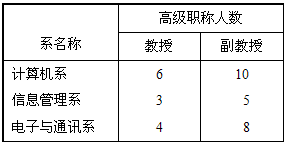 系名称 高级职称人数
教授 副教授
计算机系 6 10
信息管理系 3 5
电子与通讯系 4 8